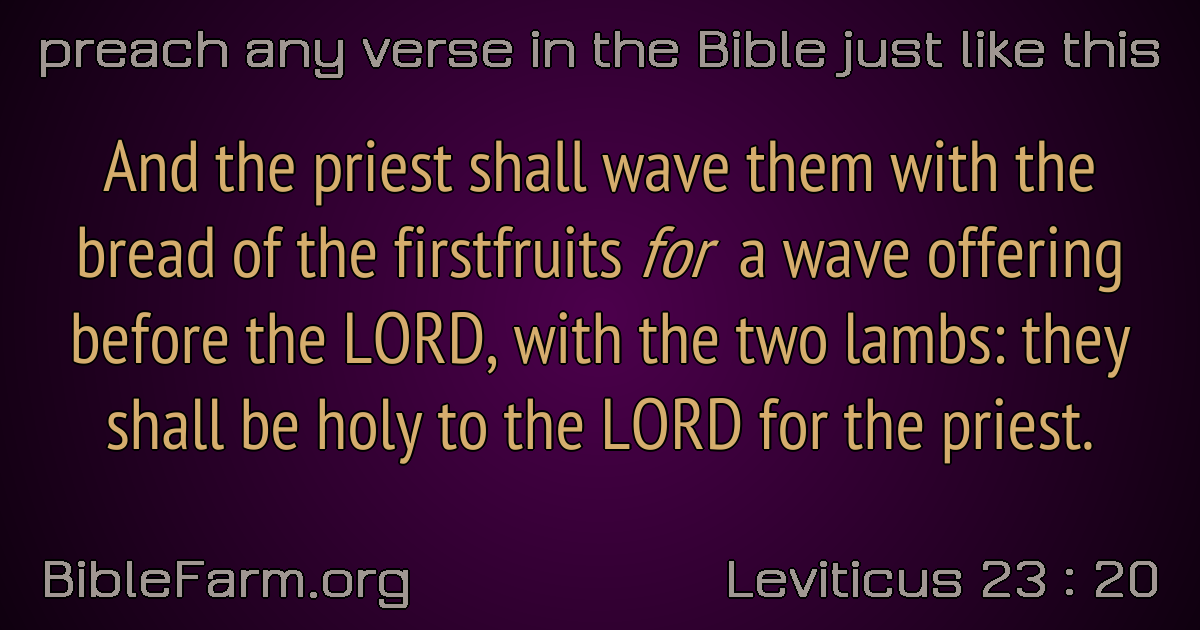 preach any verse in the Bible just like this
And the priest shall wave them with the
bread of the firstfruits for a wave offering
before the LORD, with the two lambs: they
shall be holy to the LORD for the priest.
BibleFarm.org
Leviticus 23 : 20